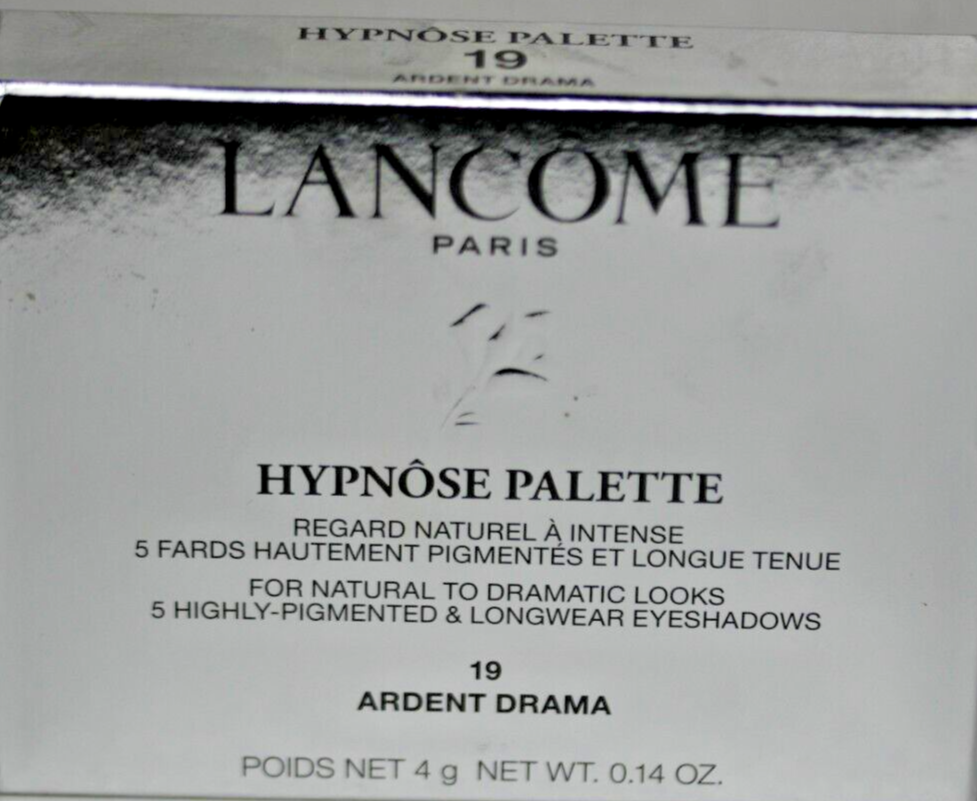 HYPNÔSE PALETTE
19
ARDENT DRAMA
LANCÔME
PARIS
HYPNÔSE PALETTE
REGARD NATUREL À INTENSE
5 FARDS HAUTEMENT PIGMENTÉS ET LONGUE TENUE
FOR NATURAL TO DRAMATIC LOOKS
5 HIGHLY-PIGMENTED & LONGWEAR EYESHADOWS
19
ARDENT DRAMA
POIDS NET 4 g NET WT. 0.14 OZ.